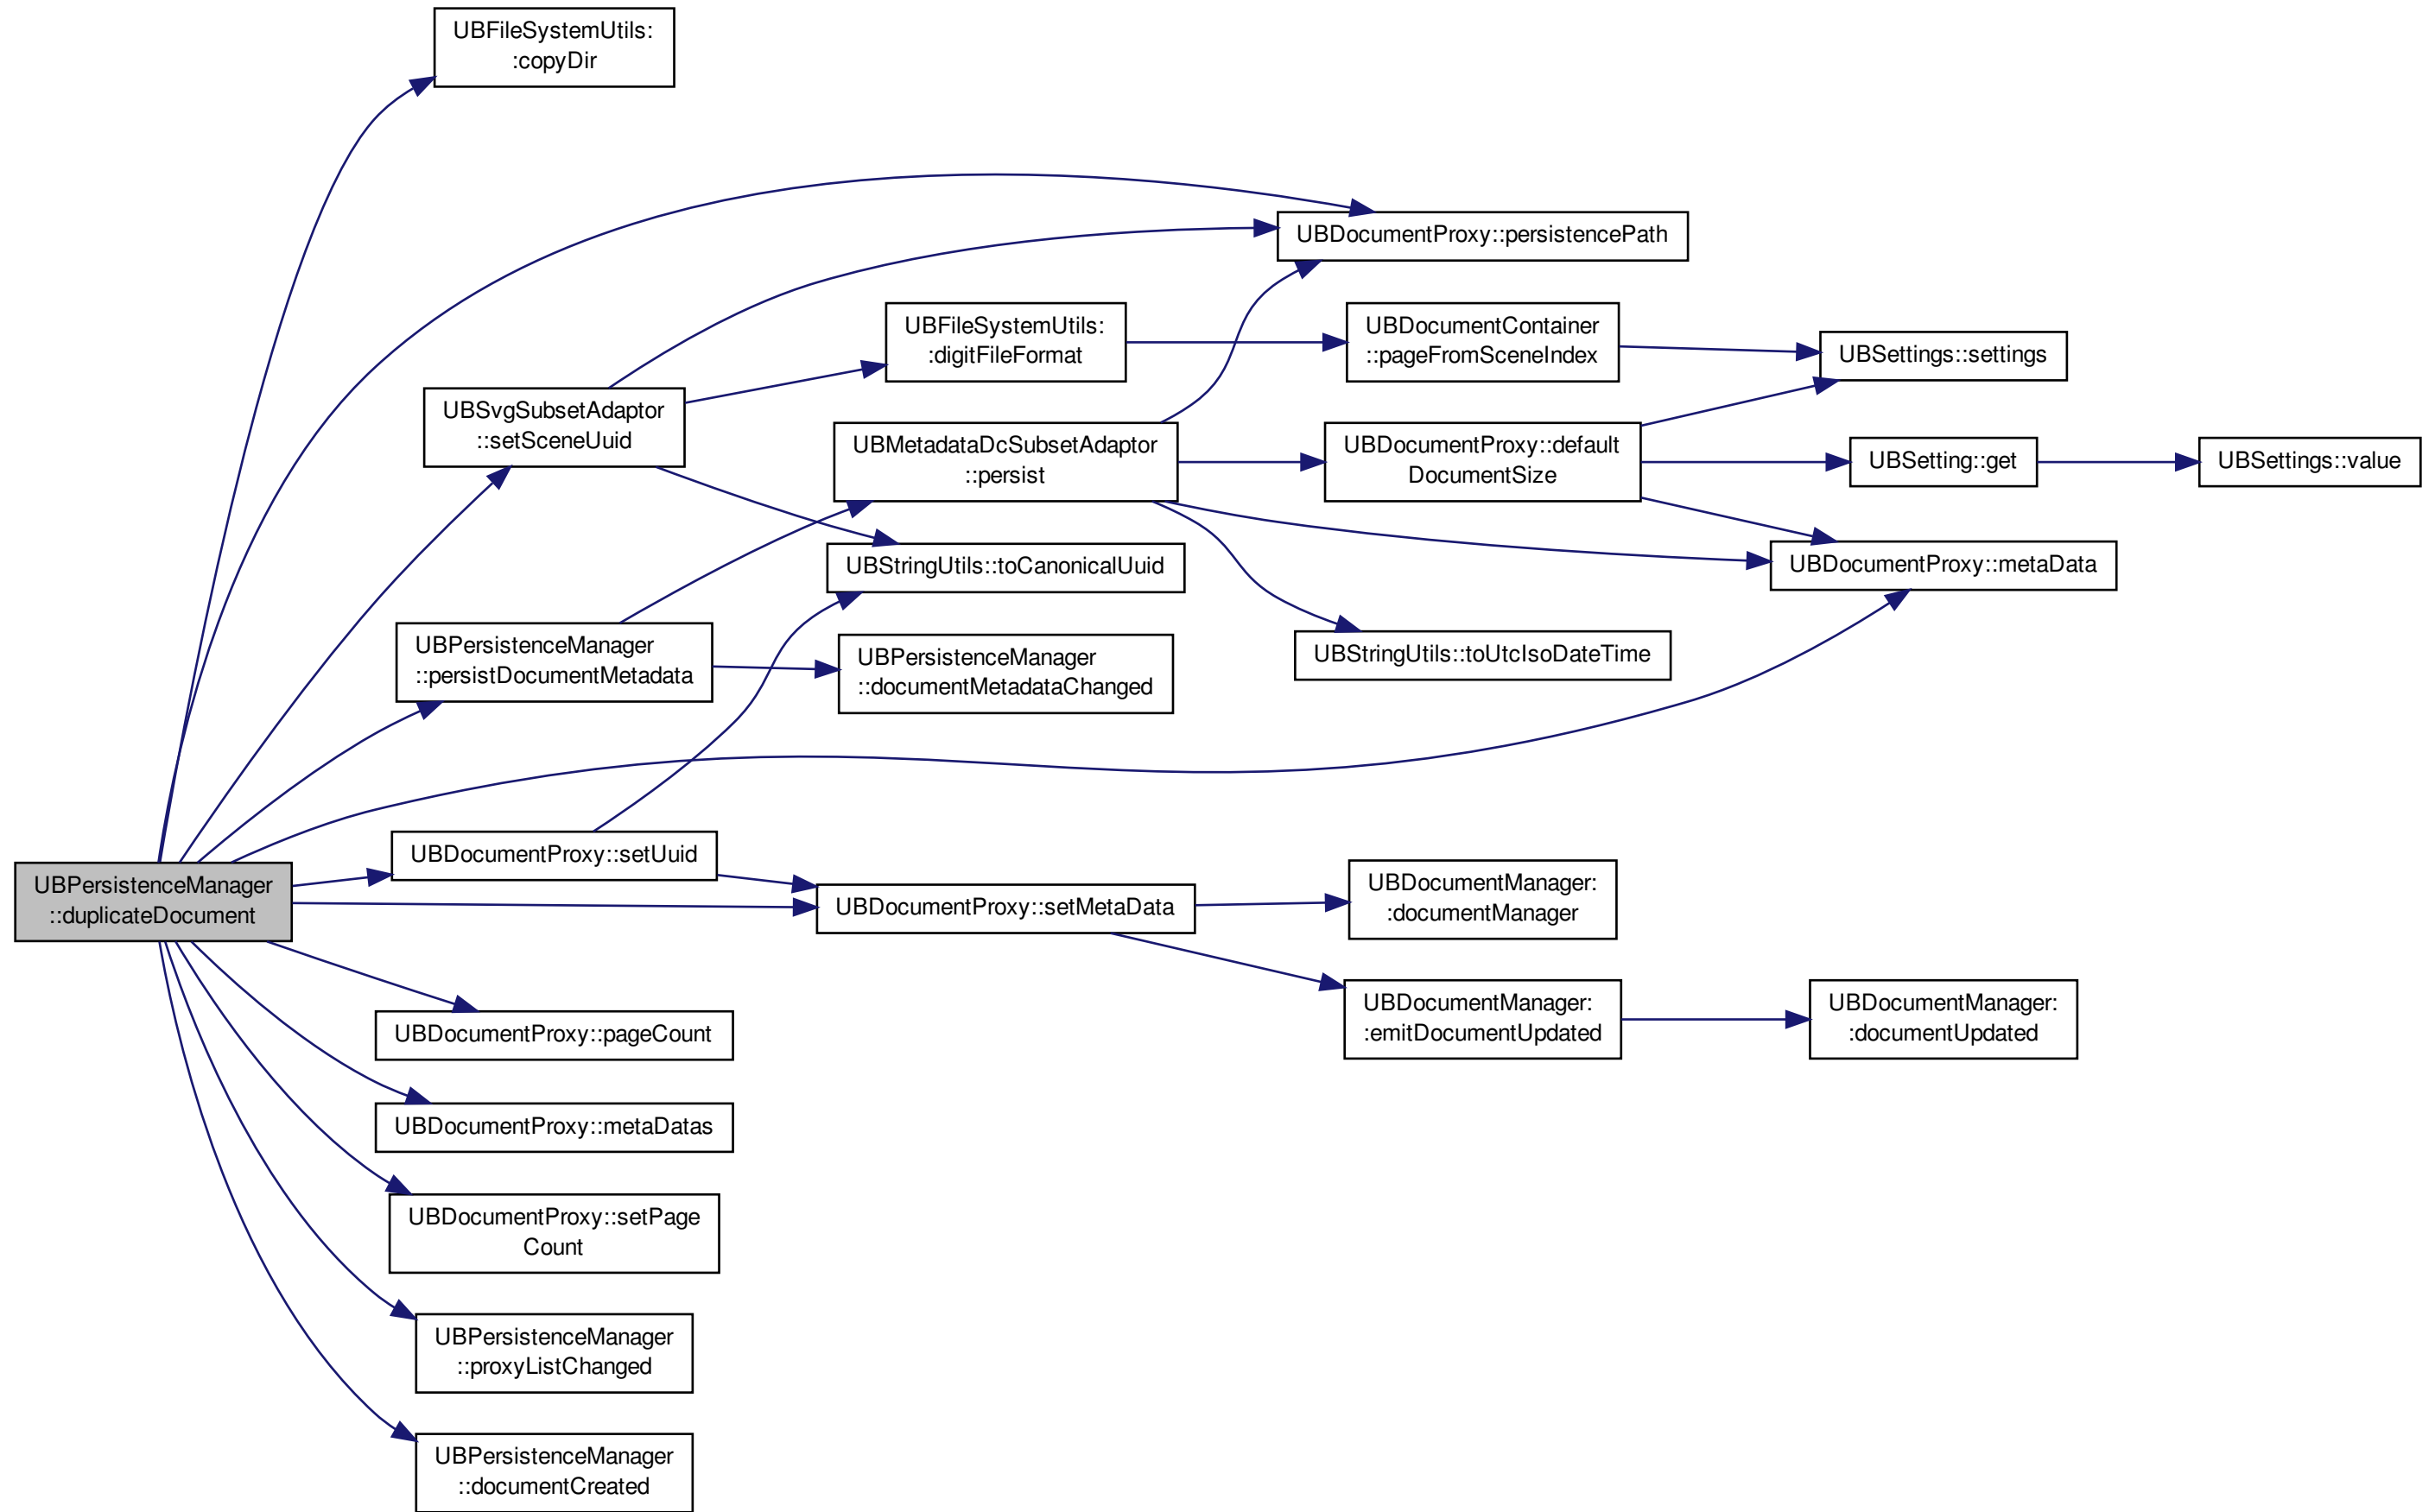 UBFileSystemUtils:
:copyDir
UBDocumentProxy::persistencePath
UBFileSystemUtils:
:digitFileFormat
UBDocumentContainer
::pageFromSceneIndex
UBSettings::settings
UBSvgSubsetAdaptor
::setSceneUuid
UBMetadataDcSubsetAdaptor
::persist
UBDocumentProxy::default
DocumentSize
UBSetting::get
UBSettings::value
UBStringUtils::toCanonicalUuid
UBDocumentProxy::metaData
UBPersistenceManager
::persistDocumentMetadata
UBPersistenceManager
::documentMetadataChanged
UBStringUtils::toUtcIsoDateTime
UBDocumentProxy::setUuid
UBPersistenceManager
::duplicateDocument
UBDocumentProxy::setMetaData
UBDocumentManager:
:documentManager
UBDocumentProxy::pageCount
UBDocumentManager:
:emitDocumentUpdated
UBDocumentManager:
:documentUpdated
UBDocumentProxy::metaDatas
UBDocumentProxy::setPage
Count
UBPersistenceManager
::proxyListChanged
UBPersistenceManager
::documentCreated